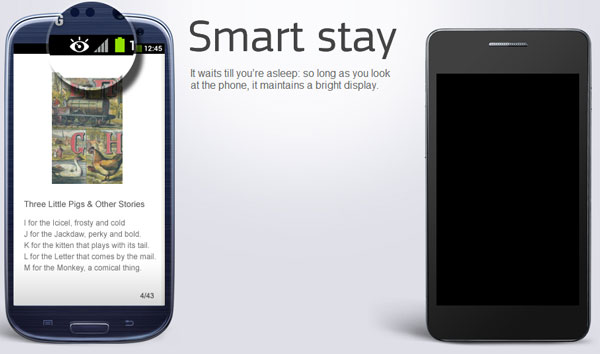 G
1
12:45
Smart stay
It waits till you're asleep: so long as you look
at the phone, it maintains a bright display.
C H
Three Little Pigs & Other Stories
I for the Icicel, frosty and cold
J for the Jackdaw, perky and bold.
K for the kitten that plays with its tail.
L for the Letter that comes by the mail.
M for the Monkey, a comical thing.
4/43